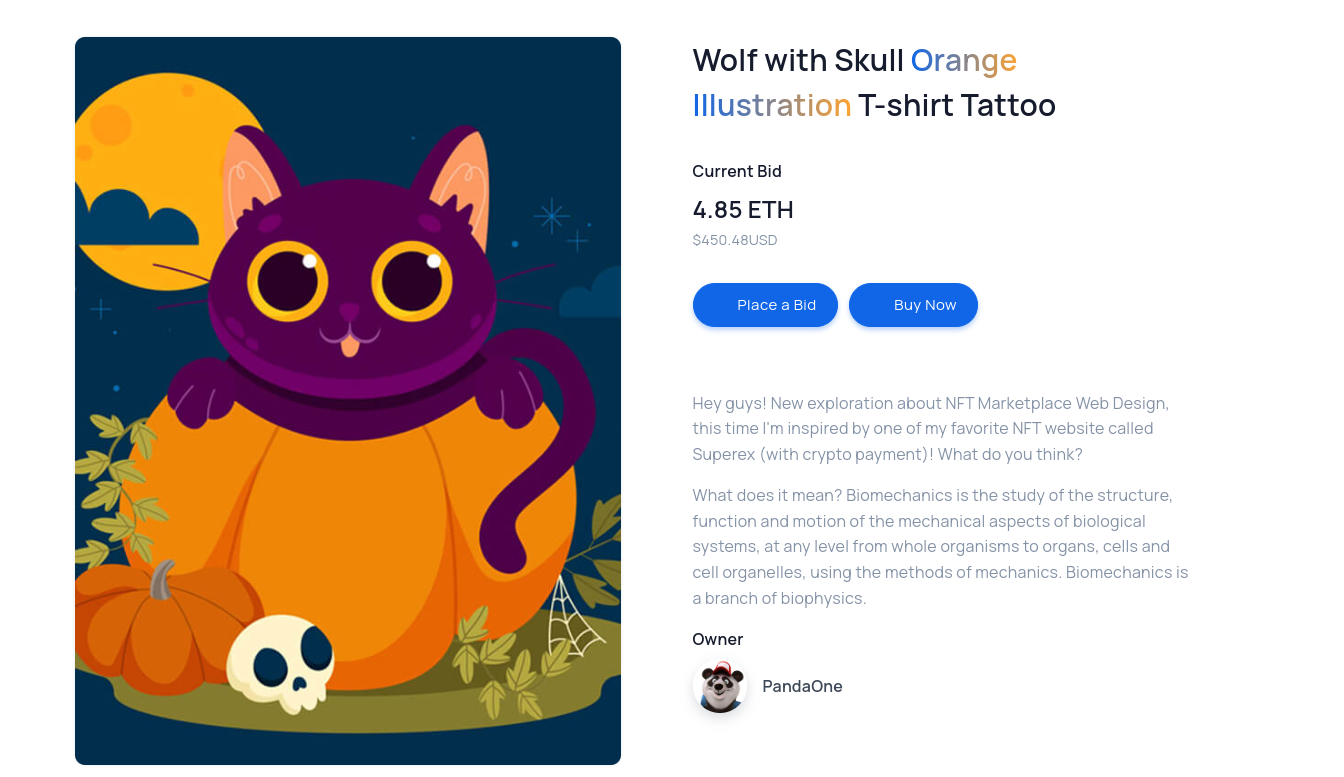 Wolf with Skull Orange
Illustration T-shirt Tattoo
Current Bid
4.85 ETH
$450.48USD
Place a Bid
Buy Now
Hey guys! New exploration about NFT Marketplace Web Design,
this time I'm inspired by one of my favorite NFT website called
Superex (with crypto payment)! What do you think?
What does it mean? Biomechanics is the study of the structure,
function and motion of the mechanical aspects of biological
systems, at any level from whole organisms to organs, cells and
cell organelles, using the methods of mechanics. Biomechanics is
a branch of biophysics.
Owner
PandaOne